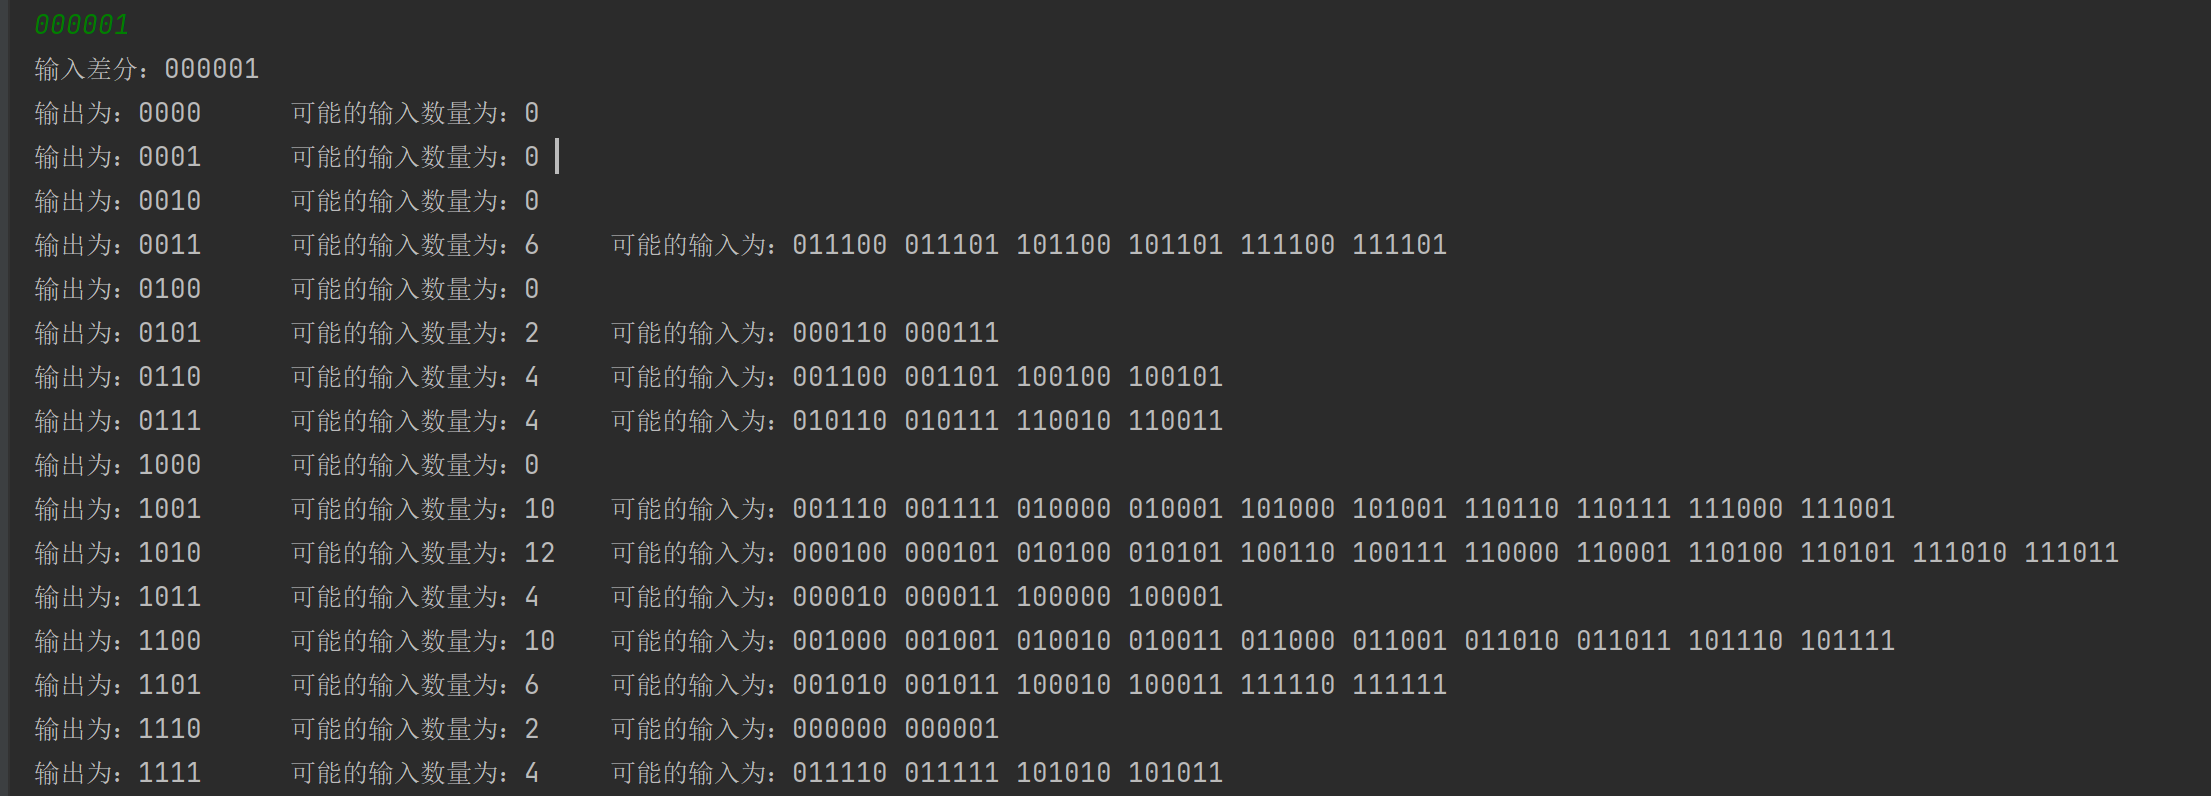 000001
输入差分：000001
输出为：0000 可能的输入数量为：0
输出为：0001 可能的输入数量为：0
输出为：0010 可能的输入数量为：0
输出为：0011 可能的输入数量为：6 可能的输入为：011100 011101 101100 101101 111100 111101
输出为：0100 可能的输入数量为：0
输出为：0101 可能的输入数量为：2 可能的输入为：000110 000111
输出为：0110 可能的输入数量为：4 可能的输入为：001100 001101 100100 100101
输出为：0111 可能的输入数量为：4 可能的输入为：010110 010111 110010 110011
输出为：1000 可能的输入数量为：0
输出为：1001 可能的输入数量为：10 可能的输入为：001110 001111 010000 010001 101000 101001 110110 110111 111000 111001
输出为：1010 可能的输入数量为：12 可能的输入为：000100 000101 010100 010101 100110 100111 110000 110001 110100 110101 111010 111011
输出为：1011 可能的输入数量为：4 可能的输入为：000010 000011 100000 100001
输出为：1100 可能的输入数量为：10 可能的输入为：001000 001001 010010 010011 011000 011001 011010 011011 101110 101111
输出为：1101 可能的输入数量为：6 可能的输入为：001010 001011 100010 100011 111110 111111
输出为：1110 可能的输入数量为：2 可能的输入为：000000 000001
输出为：1111 可能的输入数量为：4 可能的输入为：011110 011111 101010 101011